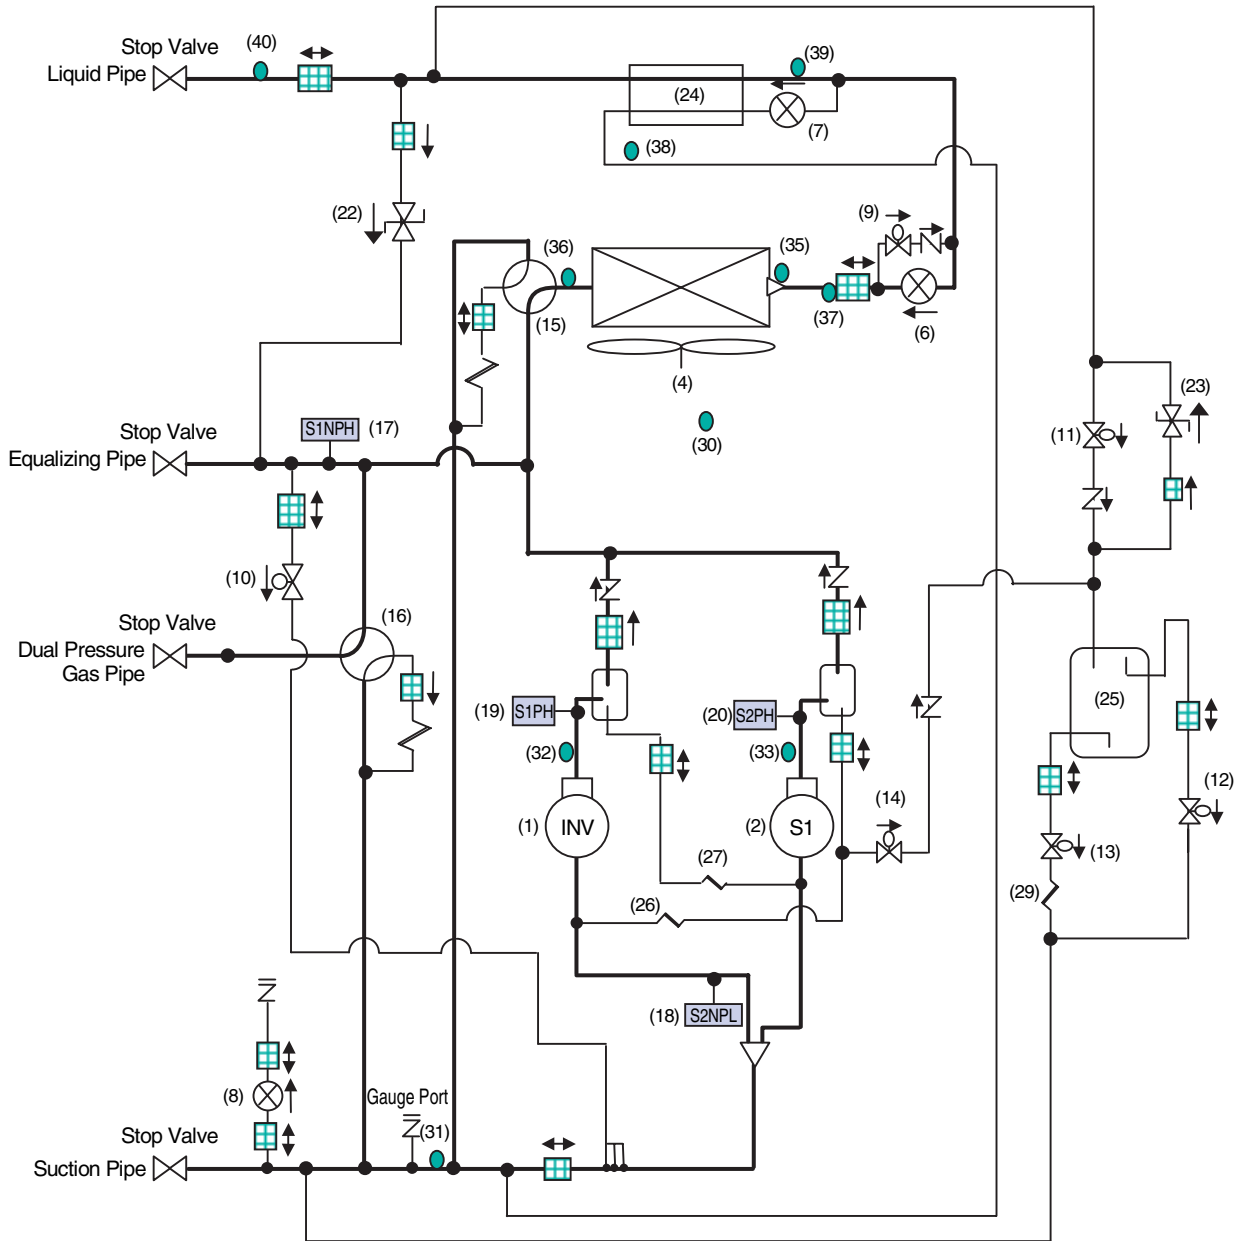 Stop Valve
Liquid Pipe
(40)
(39)
(24)
(7)
(38)
(22)
(9)
(36)
(35)
(37)
(6)
(15)
(4)
(30)
(23)
(11)
Stop Valve
Equalizing Pipe
S1NPH
(17)
(10)
(16)
Stop Valve
Dual Pressure
Gas Pipe
(19)
S1PH
(20)
S2PH
(25)
(32)
(33)
(12)
(14)
(1)
INV
(2)
S1
(13)
(27)
(26)
(29)
(18)
S2NPL
(8)
Gauge Port
(31)
Stop Valve
Suction Pipe